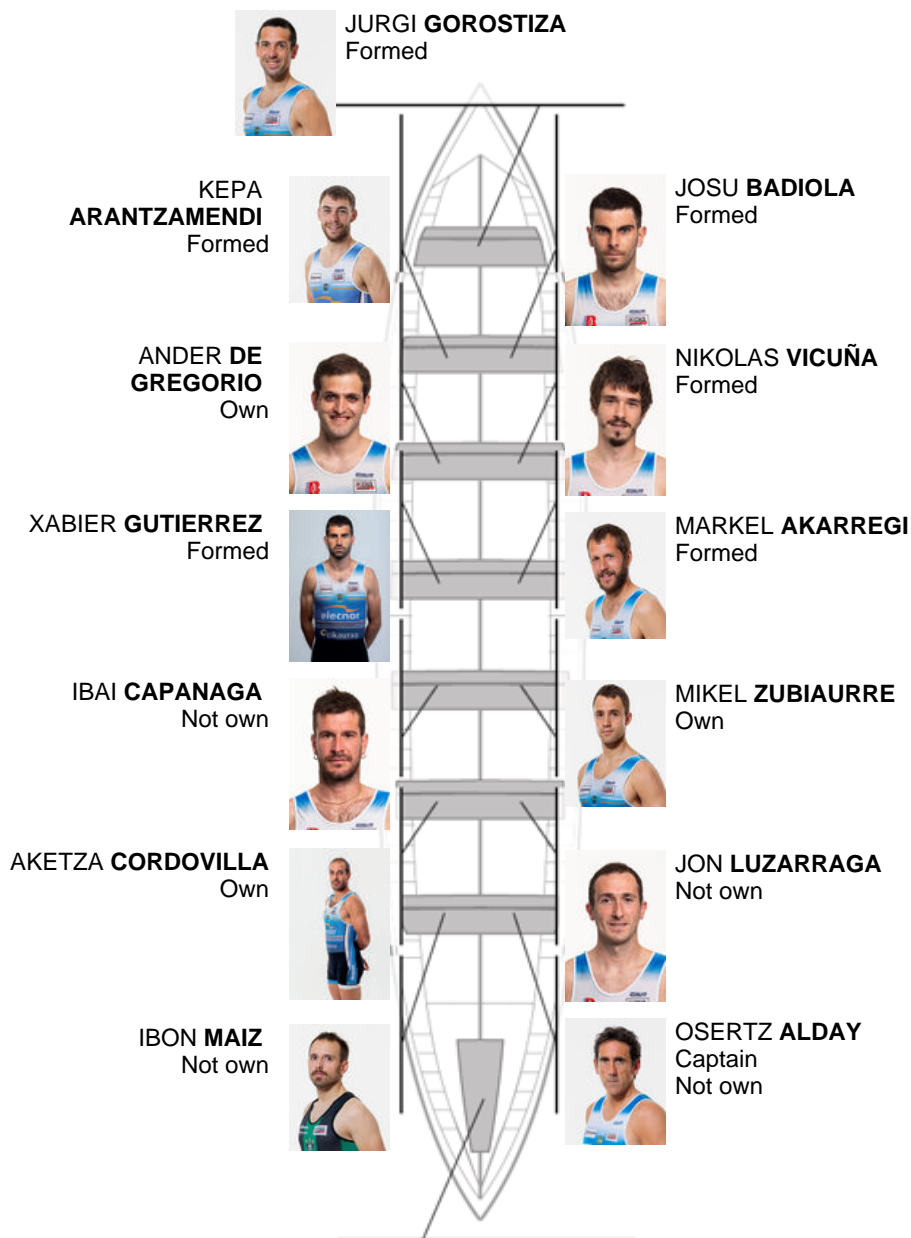 JURGI GOROSTIZA
Formed
KEPA
ARANTZAMENDI
Formed
JOSU BADIOLA
Formed
ANDER DE
GREGORIO
Own
NIKOLAS VICUÑA
Formed
XABIER GUTIERREZ
Formed
elecnor
cikautxo
MARKEL AKARREGI
Formed
IBAI CAPANAGA
Not own
MIKEL ZUBIAURRE
Own
AKETZA CORDOVILLA
Own
JON LUZARRAGA
Not own
IBON MAIZ
Not own
OSERTZ ALDAY
Captain
Not own